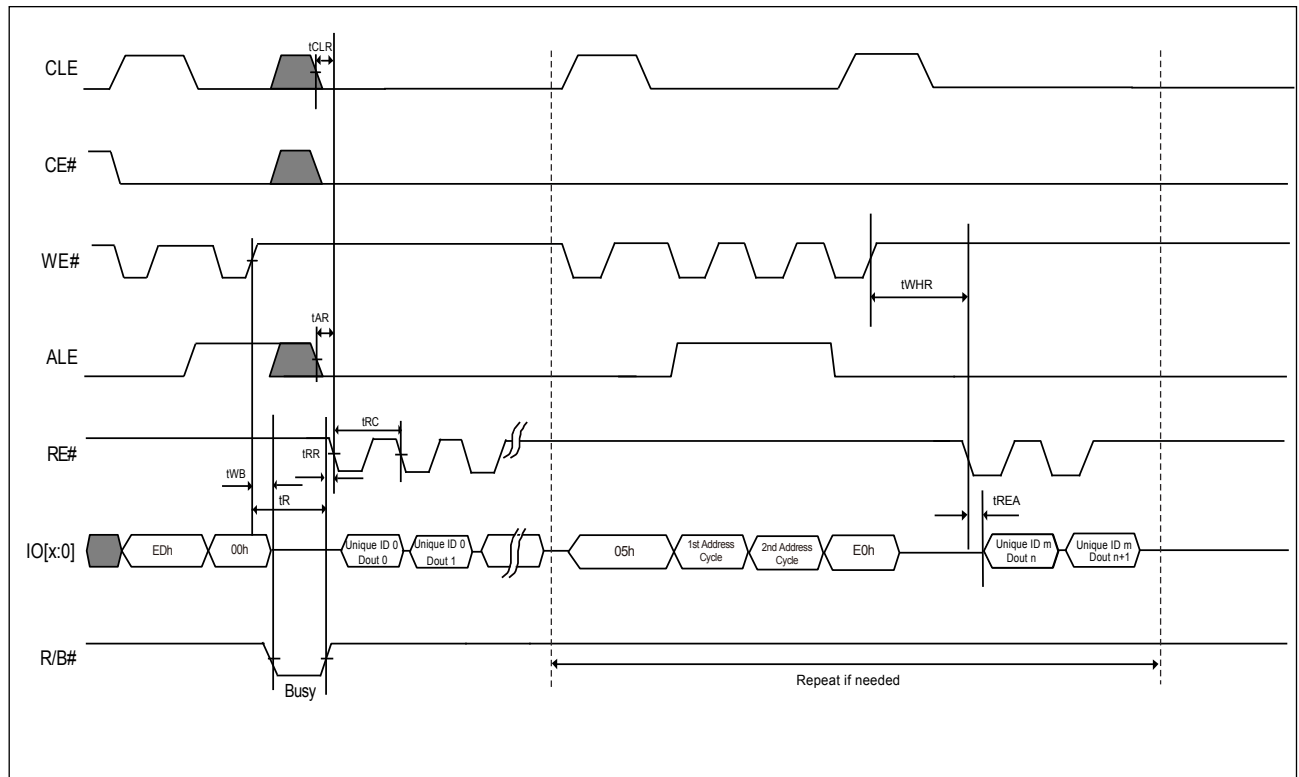 tCLR
CLE
CE#
WE#
tWHR
tAR
ALE
tRC
RE#
tRR
tWB
tR
tREA
IO[x:0]
EDh
00h
Unique ID 0
Dout 0
Unique ID 0
Dout 1
05h
1st Address
Cycle
2nd Address
Cycle
E0h
Unique ID m
Dout n
Unique ID m
Dout n+1
R/B#
Busy
Repeat if needed